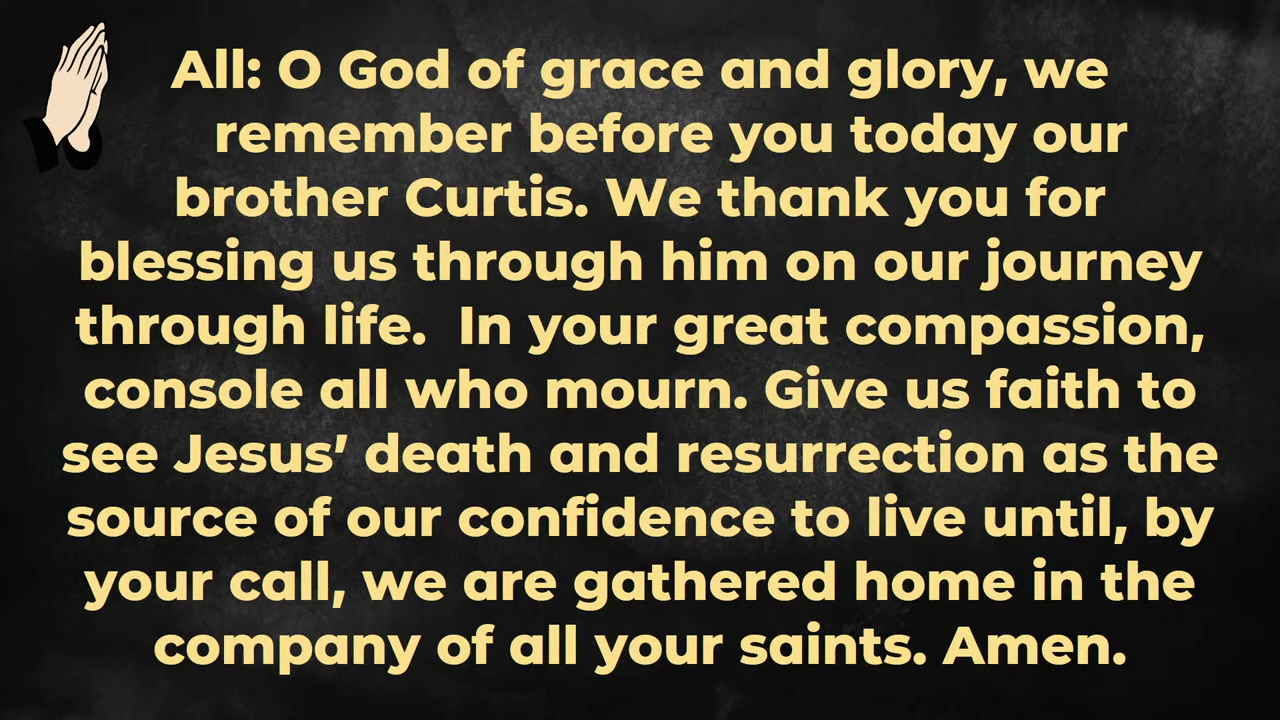 All: O God of grace and glory, we
remember before you today our
brother Curtis. We thank you for
blessing us through him on our journey
through life.  In your great compassion,
console all who mourn. Give us faith to
see Jesus’ death and resurrection as the
source of our confidence to live until, by
your call, we are gathered home in the
company of all your saints. Amen.